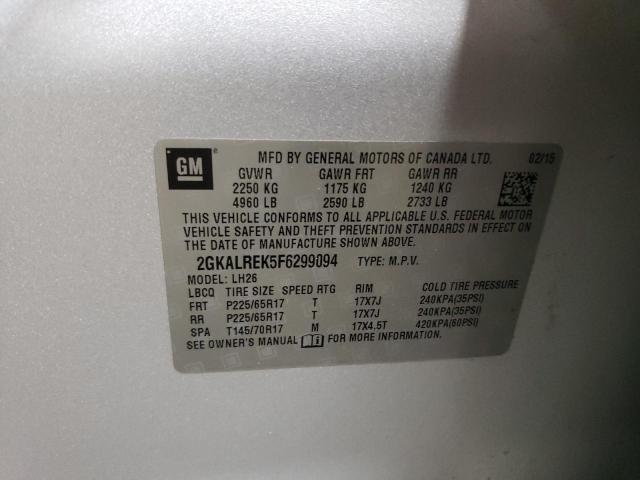 GM
MFD BY GENERAL MOTORS OF CANADA LTD. 02/15
GVWR GAWR FRT GAWR RR
2250 KG 1175 KG 1240 KG
4960 LB 2590 LB 2733 LB
THIS VEHICLE CONFORMS TO ALL APPLICABLE U.S. FEDERAL MOTOR
VEHICLE SAFETY AND THEFT PREVENTION STANDARDS IN EFFECT ON
THE DATE OF MANUFACTURE SHOWN ABOVE.
2GKALREK5F6299094 TYPE: M.P.V.
MODEL: LH26
LBCQ TIRE SIZE SPEED RTG RIM COLD TIRE PRESSURE
FRT P225/65R17 T 17X7J 240KPA(35PSI)
RR P225/65R17 T 17X7J 240KPA(35PSI)
SPA T145/70R17 M 17X4.5T 420KPA(60PSI)
SEE OWNER'S MANUAL i FOR MORE INFORMATION.